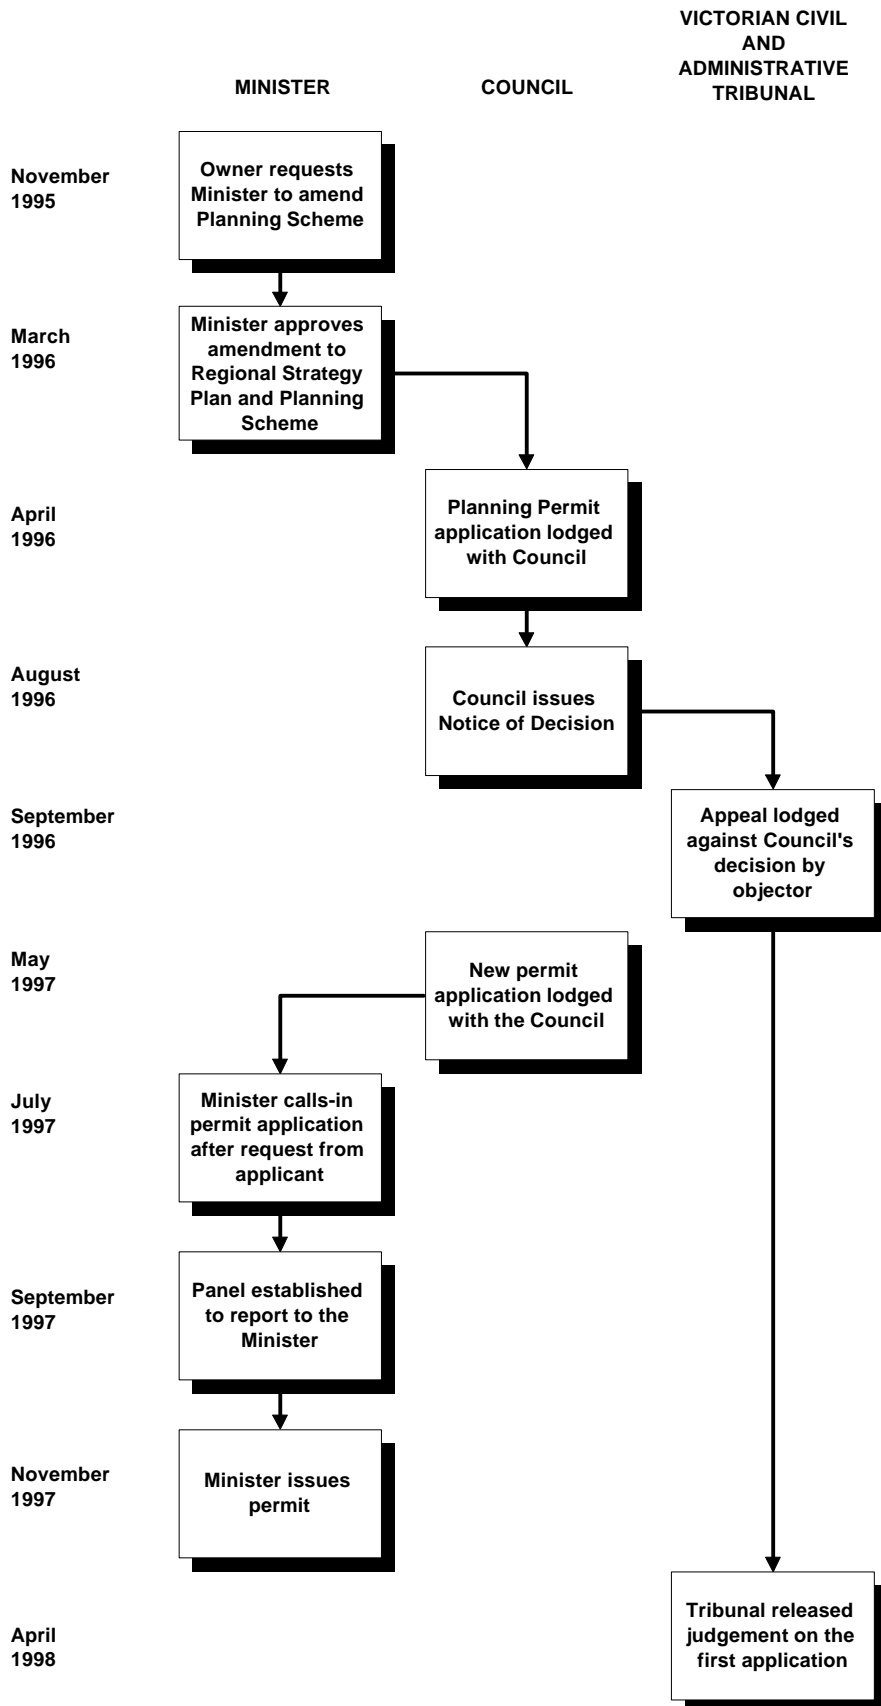 VICTORIAN CIVIL
AND
ADMINISTRATIVE
TRIBUNAL
MINISTER
COUNCIL
November
1995
Owner requests
Minister to amend
Planning Scheme
March
1996
Minister approves
amendment to
Regional Strategy
Plan and Planning
Scheme
April
1996
Planning Permit
application lodged
with Council
August
1996
Council issues
Notice of Decision
September
1996
Appeal lodged
against Council's
decision by
objector
May
1997
New permit
application lodged
with the Council
July
1997
Minister calls-in
permit application
after request from
applicant
September
1997
Panel established
to report to the
Minister
November
1997
Minister issues
permit
April
1998
Tribunal released
judgement on the
first application